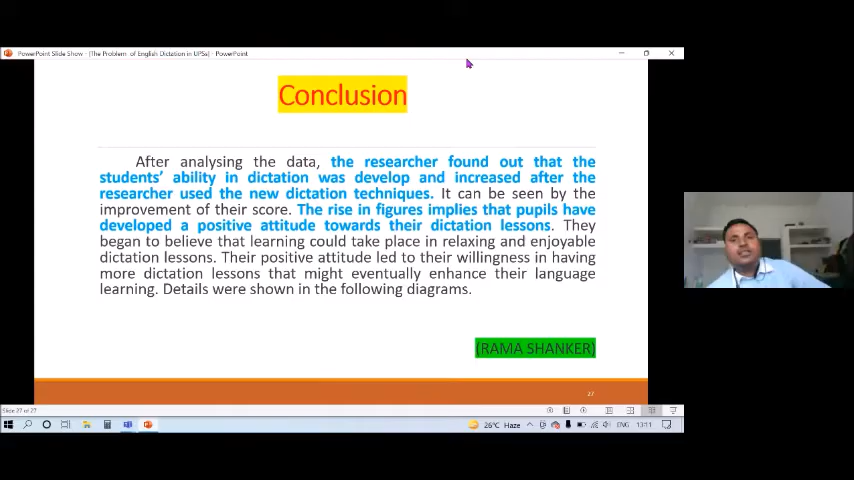 PowerPoint Slide Show - [The Problem of English Dictation in UPSs] - PowerPoint
Conclusion
After analysing the data, the researcher found out that the
students’ ability in dictation was develop and increased after the
researcher used the new dictation techniques. It can be seen by the
improvement of their score. The rise in figures implies that pupils have
developed a positive attitude towards their dictation lessons. They
began to believe that learning could take place in relaxing and enjoyable
dictation lessons. Their positive attitude led to their willingness in having
more dictation lessons that might eventually enhance their language
learning. Details were shown in the following diagrams.
(RAMA SHANKER)
27
Slide 27 of 27
26°C Haze ENG 13:11